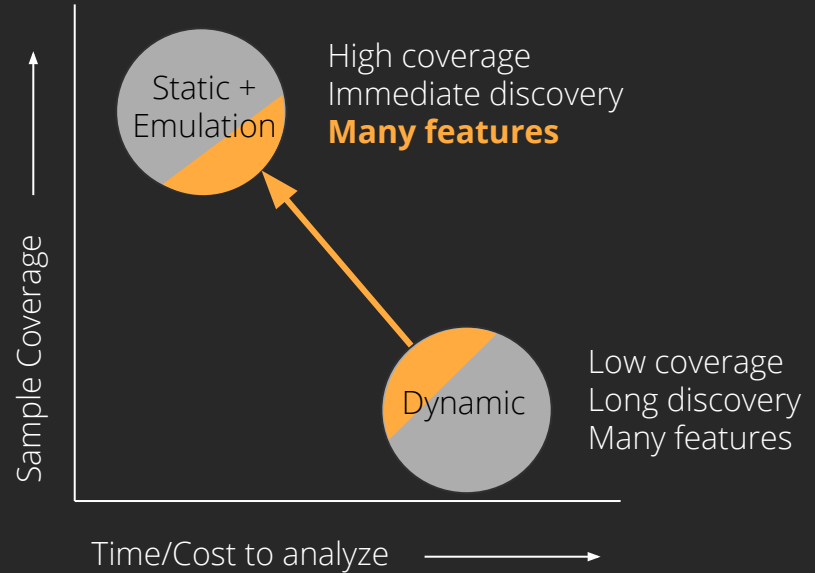 Static +
Emulation
High coverage
Immediate discovery
Many features
Sample Coverage
Dynamic
Low coverage
Long discovery
Many features
Time/Cost to analyze